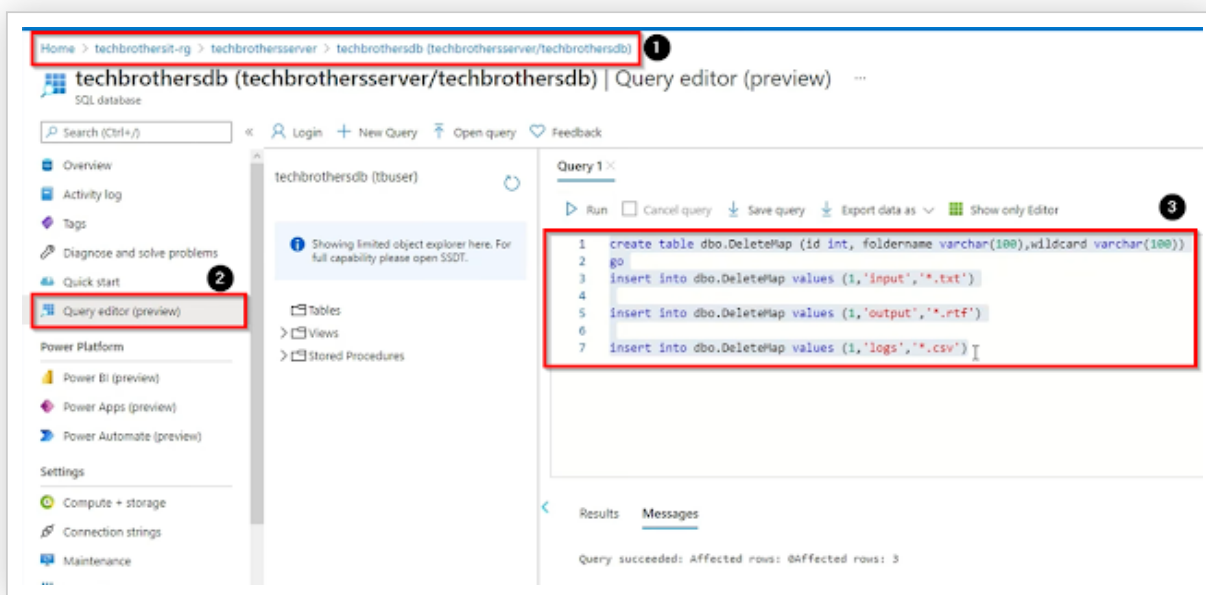 Home > techbrothersit-rg > techbrothersserver > techbrothersdb (techbrothersserver/techbrothersdb)
1
techbrothersdb (techbrothersserver/techbrothersdb) | Query editor (preview) ...
SQL database
Search (Ctrl+/)
«
Login + New Query Open query Feedback
Overview
Activity log
Tags
Diagnose and solve problems
Quick start
2
Query editor (preview)
Power Platform
Power BI (preview)
Power Apps (preview)
Power Automate (preview)
Settings
Compute + storage
Connection strings
Maintenance
techbrothersdb (tbuser)
Showing limited object explorer here. For
full capability please open SSDT.
Tables
> Views
> Stored Procedures
Query 1 ×
Run Cancel query Save query Export data as Show only Editor
3
1 create table dbo.DeleteMap (id int, foldername varchar(100),wildcard varchar(100))
2 go
3 insert into dbo.DeleteMap values (1,'input','*.txt')
4
5 insert into dbo.DeleteMap values (1,'output','*.rtf')
6
7 insert into dbo.DeleteMap values (1,'logs','*.csv')
Results Messages
Query succeeded: Affected rows: 0Affected rows: 3